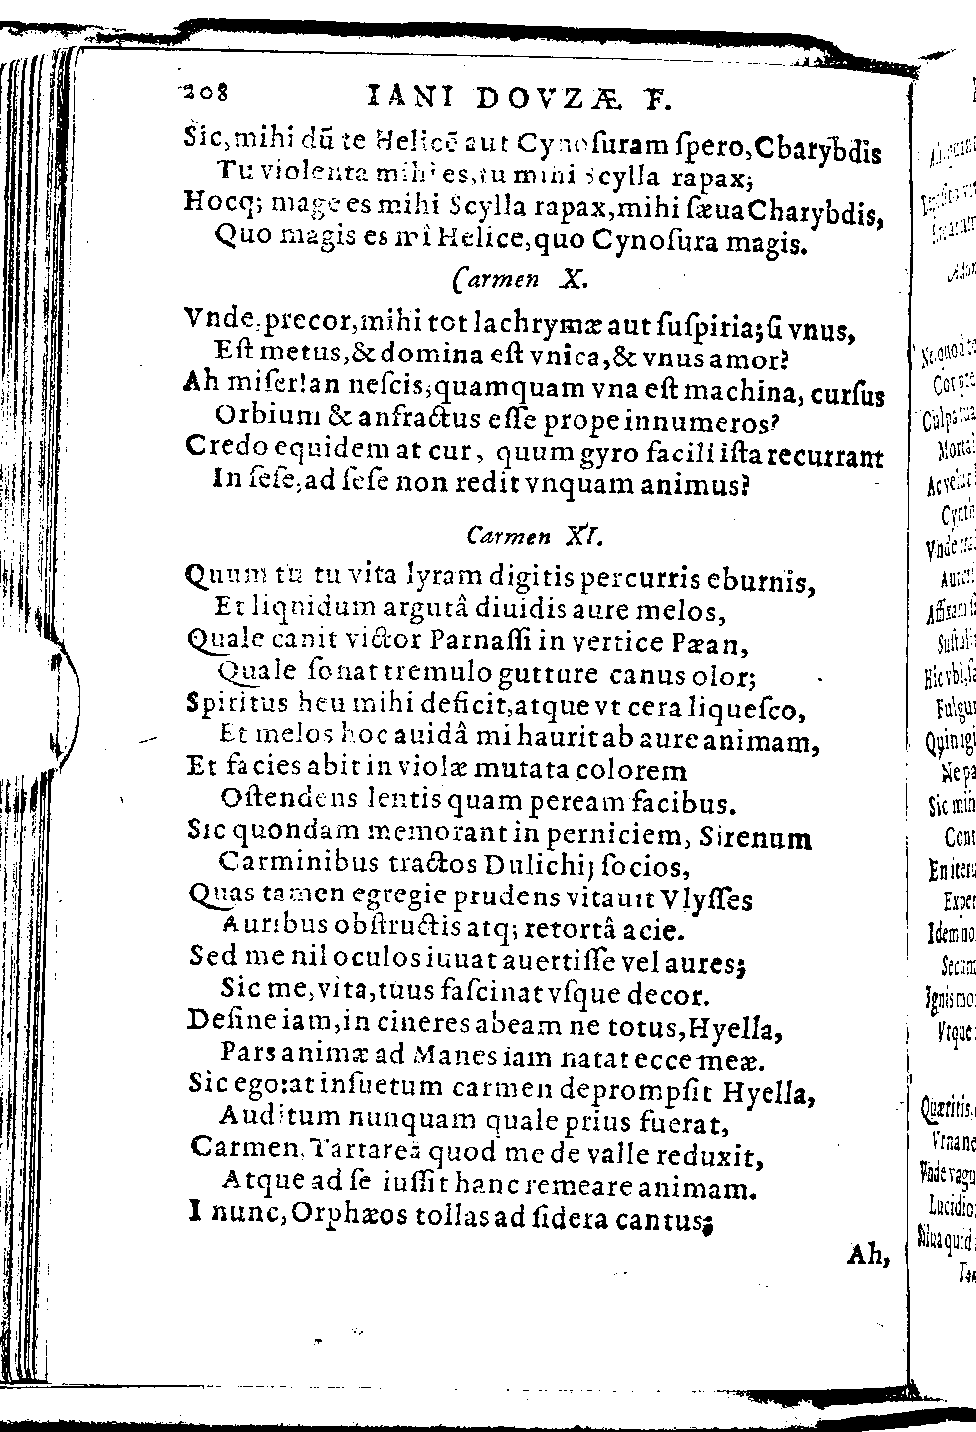 208 IANI DOVZÆ F.
Sic, mihi dū te Helicē aut Cynoſuram ſpero, Charybdis
Tu violenta mihi es, tu mihi Scylla rapax;
Hocq; mage es mihi Scylla rapax, mihi ſæua Charybdis,
Quo magis es mî Helice, quo Cynoſura magis.
Carmen X.
Vnde, precor, mihi tot lachrymæ aut ſuſpiria; ſi vnus,
Eſt metus, & domina eſt vnica, & vnus amor?
Ah miſer! an neſcis, quamquam vna eſt machina, curſus
Orbium & anfractus eſſe prope innumeros?
Credo equidem at cur, quum gyro facili iſta recurrant
In ſeſe, ad ſeſe non redit vnquam animus?
Carmen XI.
Quum tu tu vita lyram digitis percurris eburnis,
Et liqnidum argutâ diuidis aure melos,
Quale canit victor Parnaſſi in vertice Pæan,
Quale ſonat tremulo gutture canus olor;
Spiritus heu mihi deficit, atque vt cera liqueſco,
Et melos hoc auidâ mi haurit ab aure animam,
Et facies abit in violæ mutata colorem
Oſtendens lentis quam peream facibus.
Sic quondam memorant in perniciem, Sirenum
Carminibus tractos Dulichij ſocios,
Quas tamen egregie prudens vitauit Vlyſſes
Auribus obſtructis atq; retortâ acie.
Sed me nil oculos iuuat auertiſſe vel aures;
Sic me, vita, tuus faſcinat vſque decor.
Deſine iam, in cineres abeam ne totus, Hyella,
Pars animæ ad Manes iam natat ecce meæ.
Sic ego: at inſuetum carmen deprompſit Hyella,
Auditum nunquam quale prius fuerat,
Carmen, Tartareâ quod me de valle reduxit,
Atque ad ſe iuſſit hanc remeare animam.
I nunc, Orphæos tollas ad ſidera cantus;
Ah,